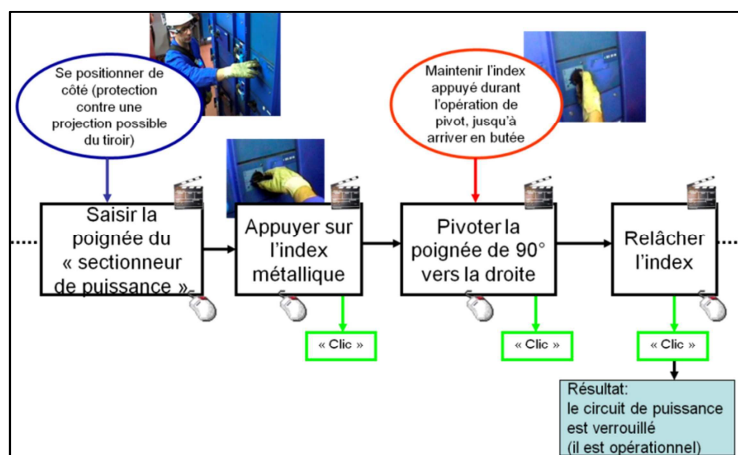 Se positionner de
côté (protection
contre une
projection possible
du tiroir)
Maintenir l'index
appuyé durant
l'opération de
pivot, jusqu'à
arriver en butée
Saisir la
poignée du
« sectionneur
de puissance »
Appuyer sur
l'index
métallique
Pivoter la
poignée de 90°
vers la droite
Relâcher
l'index
« Clic »
« Clic »
« Clic »
Résultat:
le circuit de puissance
est verrouillé
(il est opérationnel)